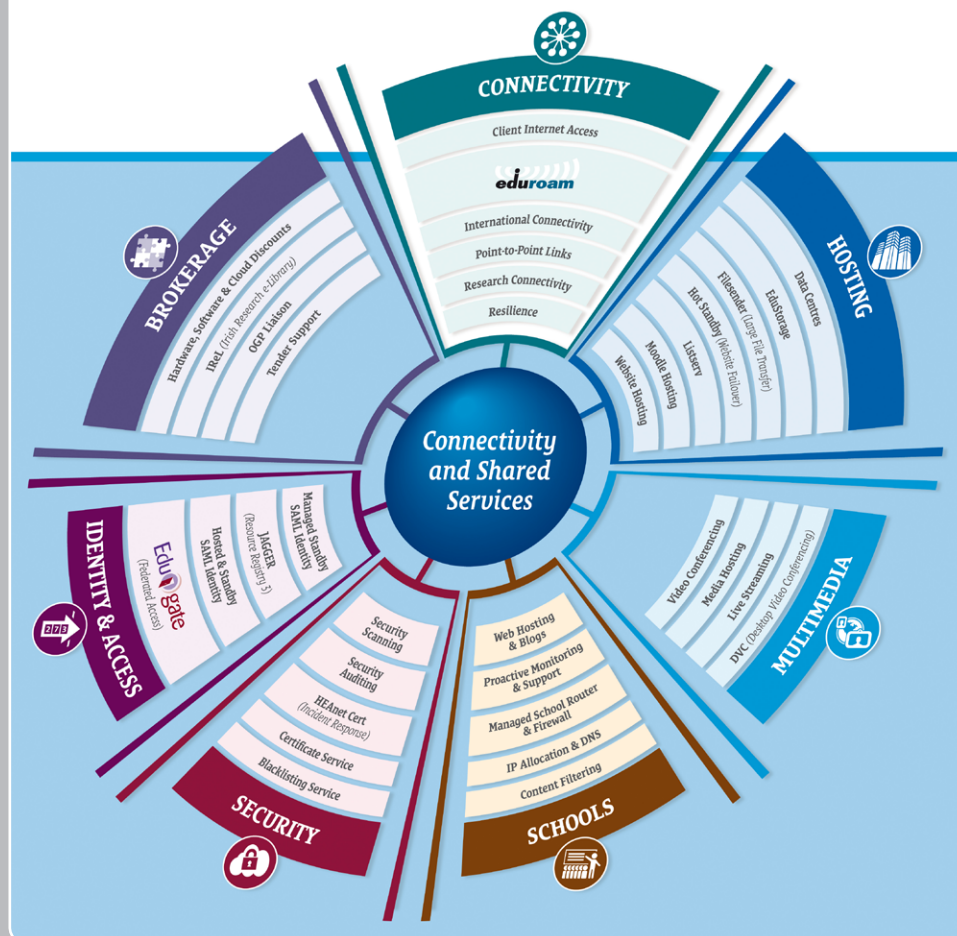 CONNECTIVITY
Client Internet Access
eduroam
International Connectivity
Point-to-Point Links
Research Connectivity
Resilience
HOSTING
Data Centres
EduStorage
Filesender (Large File Transfer)
Hot Standby (Website Failover)
Listserv
Moodle Hosting
Website Hosting
MULTIMEDIA
Video Conferencing
Media Hosting
Live Streaming
DVC (Desktop Video Conferencing)
SCHOOLS
Web Hosting
& Blogs
Proactive Monitoring
& Support
Managed School Router
& Firewall
IP Allocation & DNS
Content Filtering
SECURITY
Security
Scanning
Security
Auditing
HEAnet Cert
(Incident Response)
Certificate Service
Blacklisting Service
IDENTITY & ACCESS
273
Edugate
(Federated Access)
Hosted & Standby
SAML Identity
JAGGER
(Resource Registry 3)
Managed Standby
SAML Identity
BROKERAGE
Hardware, Software & Cloud Discounts
IReL (Irish Research e-Library)
OGP Liaison
Tender Support
Connectivity
and Shared
Services